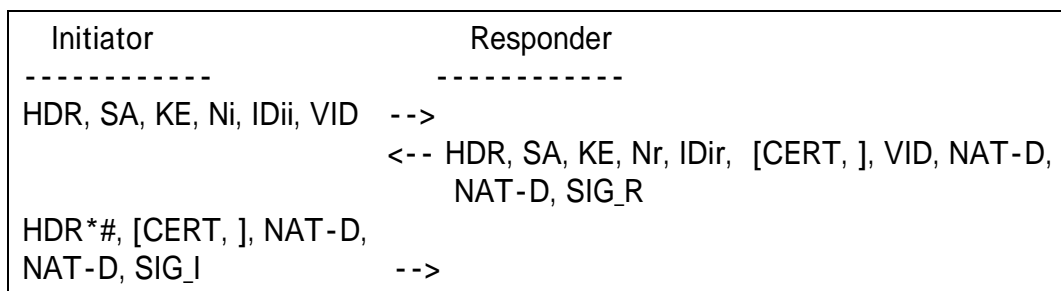 Initiator Responder
------------ ------------
HDR, SA, KE, Ni, IDii, VID -->
<-- HDR, SA, KE, Nr, IDir, [CERT, ], VID, NAT-D,
NAT-D, SIG_R
HDR*#, [CERT, ], NAT-D,
NAT-D, SIG_I -->